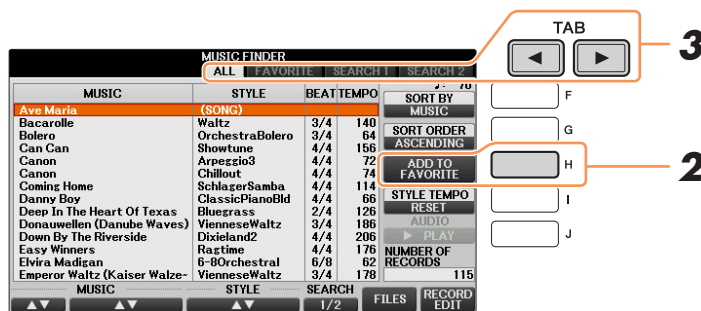 TAB
3
MUSIC FINDER
ALL FAVORITE SEARCH 1 SEARCH 2
MUSIC STYLE BEAT TEMPO
Ave Maria (SONG)
Bacarolle Waltz 3/4 140
Bolero OrchestraBolero 3/4 64
Can Can Showtune 4/4 156
Canon Arpeggio3 4/4 72
Canon Chillout 4/4 74
Coming Home SchlagerSamba 4/4 114
Danny Boy ClassicPianoBld 4/4 66
Deep In The Heart Of Texas Bluegrass 2/4 126
Donauwellen (Danube Waves) VienneseWaltz 3/4 186
Down By The Riverside Dixieland2 4/4 206
Easy Winners Ragtime 4/4 176
Elvira Madigan 6-8Orchestral 6/8 62
Emperor Waltz (Kaiser Walze~ VienneseWaltz 3/4 178
SORT BY
MUSIC
SORT ORDER
ASCENDING
ADD TO
FAVORITE
STYLE TEMPO
RESET
AUDIO
▶ PLAY
NUMBER OF
RECORDS
115
F
G
H
2
I
J
MUSIC STYLE SEARCH
▲▼ ▲▼ ▲▼ 1/2 FILES RECORD
EDIT